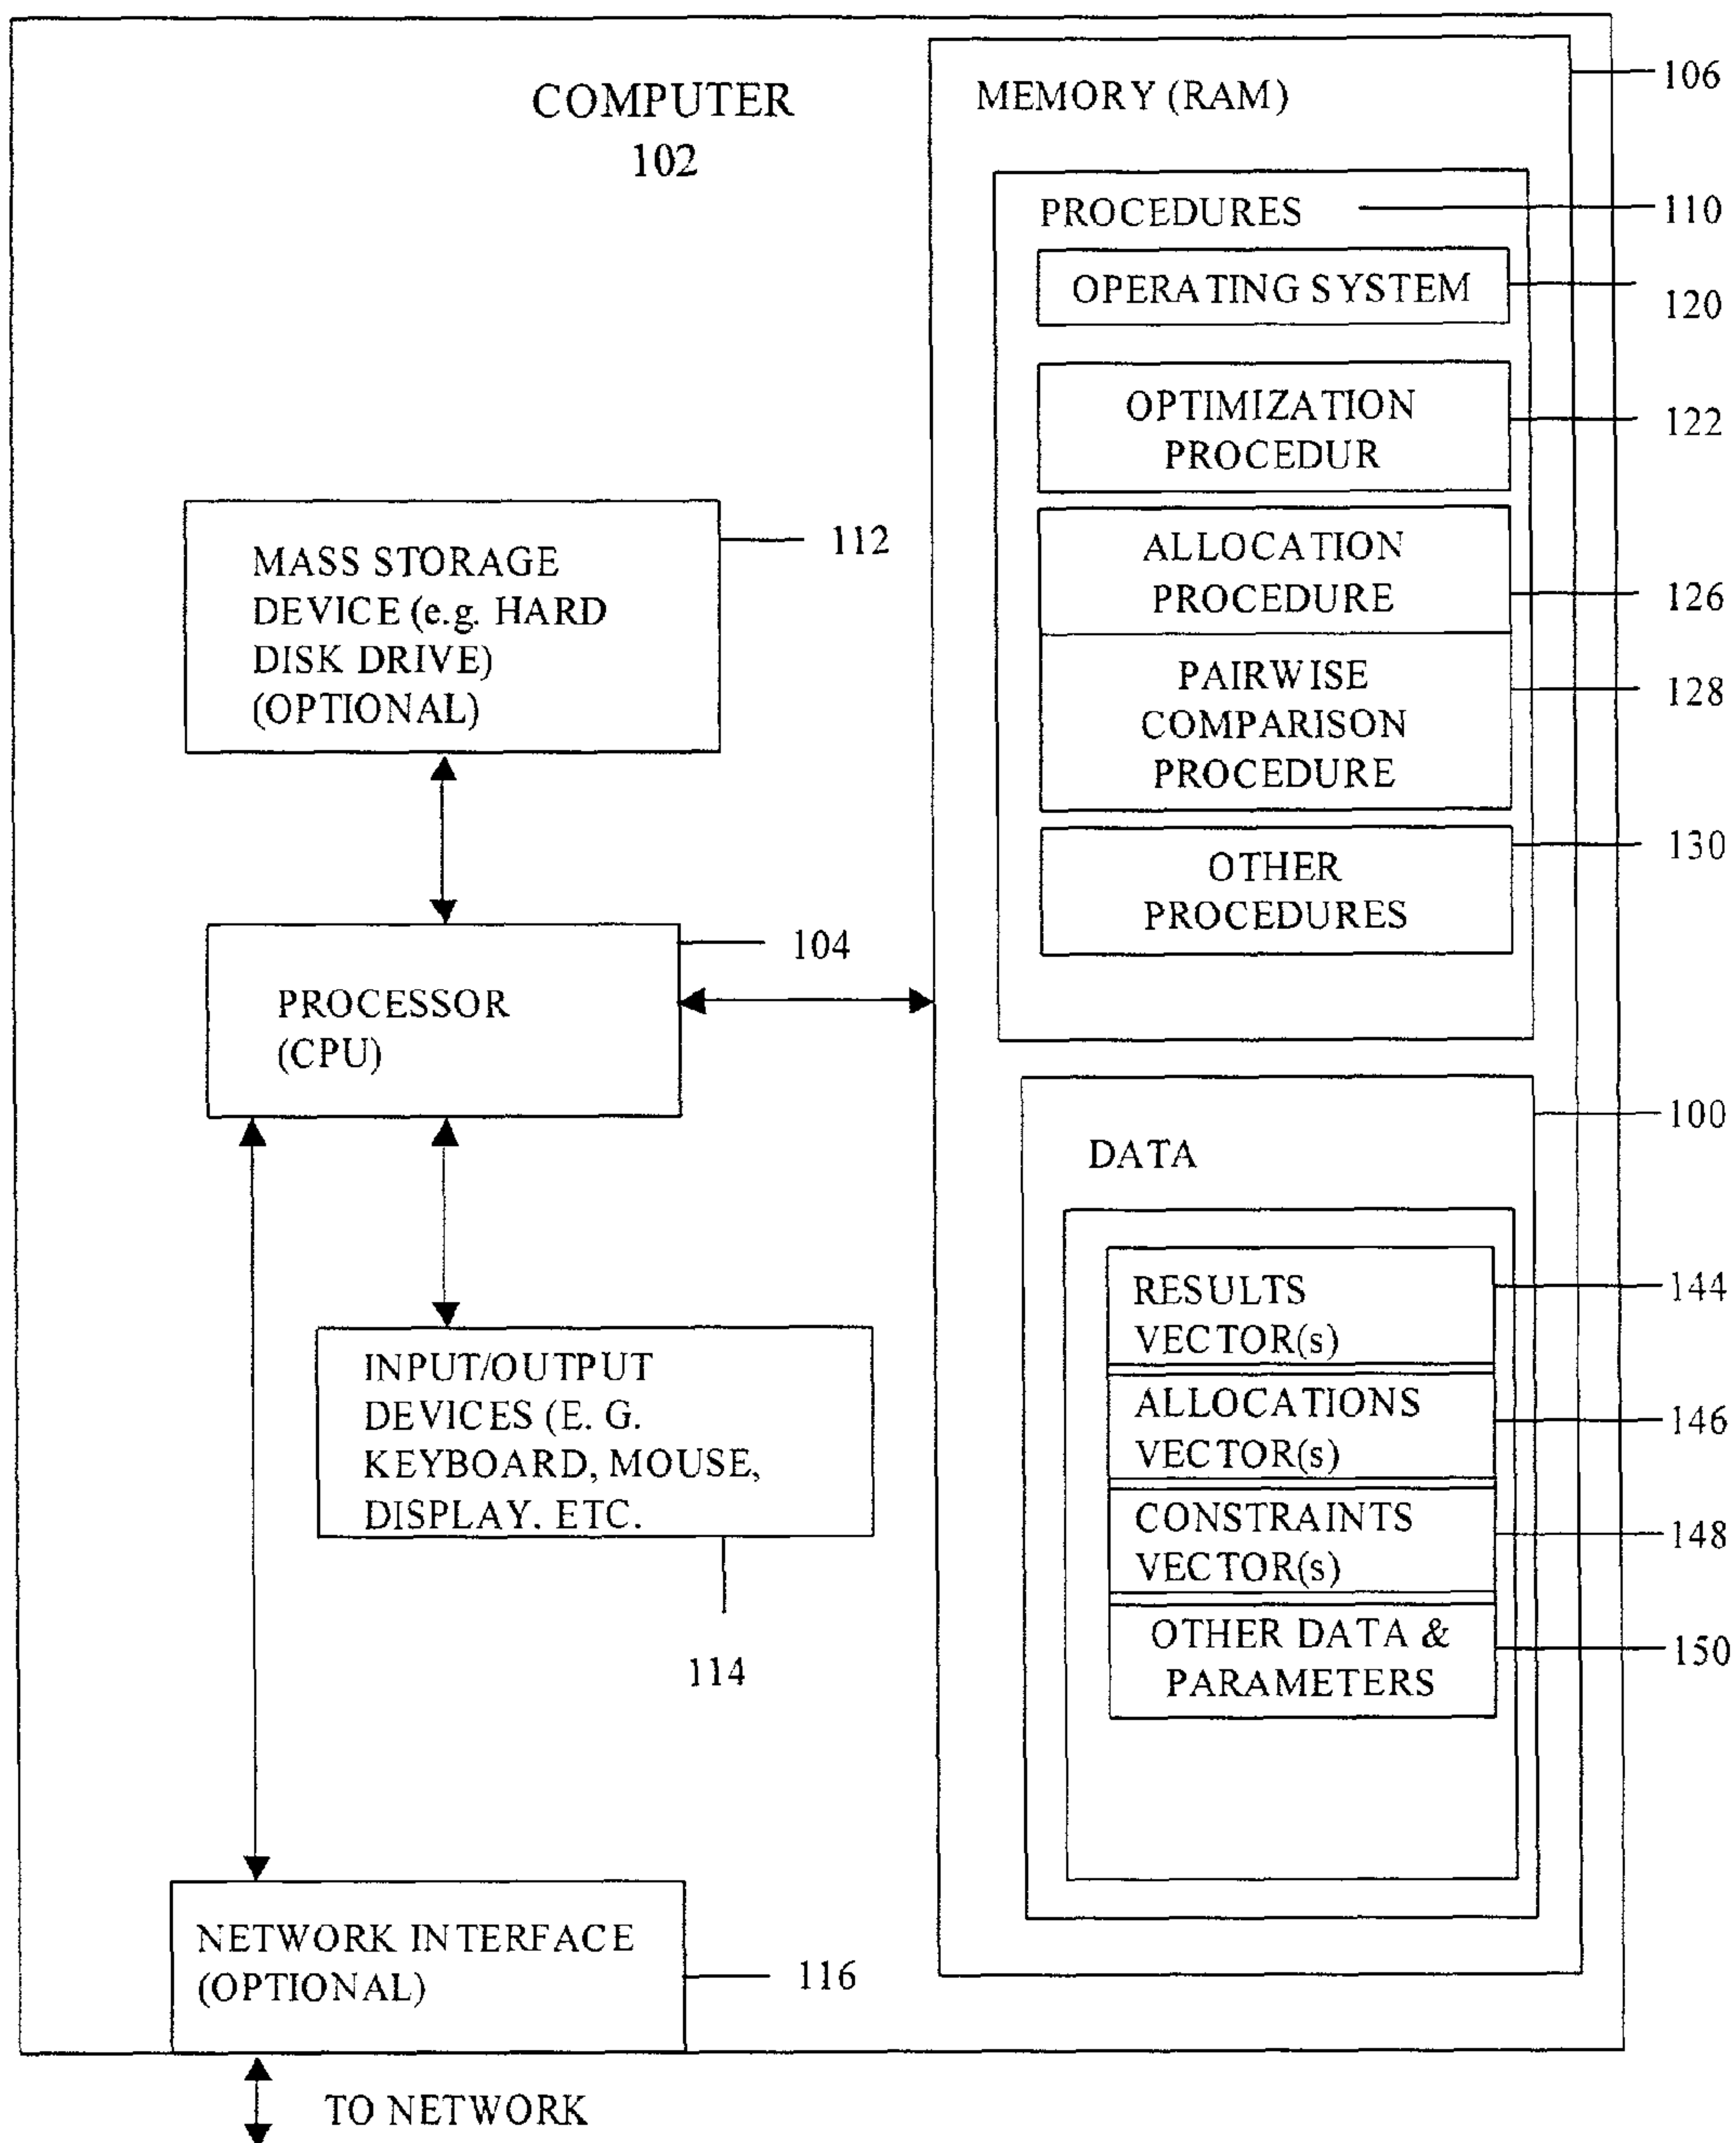 COMPUTER
102
MEMORY (RAM)
106
PROCEDURES
110
OPERATING SYSTEM
120
OPTIMIZATION
PROCEDUR
122
ALLOCATION
PROCEDURE
126
PAIRWISE
COMPARISON
PROCEDURE
128
OTHER
PROCEDURES
130
MASS STORAGE
DEVICE (e.g. HARD
DISK DRIVE)
(OPTIONAL)
112
PROCESSOR
(CPU)
104
INPUT/OUTPUT
DEVICES (E. G.
KEYBOARD, MOUSE,
DISPLAY. ETC.
114
DATA
100
RESULTS
VECTOR(s)
144
ALLOCATIONS
VECTOR(s)
146
CONSTRAINTS
VECTOR(s)
148
OTHER DATA &
PARAMETERS
150
NETWORK INTERFACE
(OPTIONAL)
116
TO NETWORK